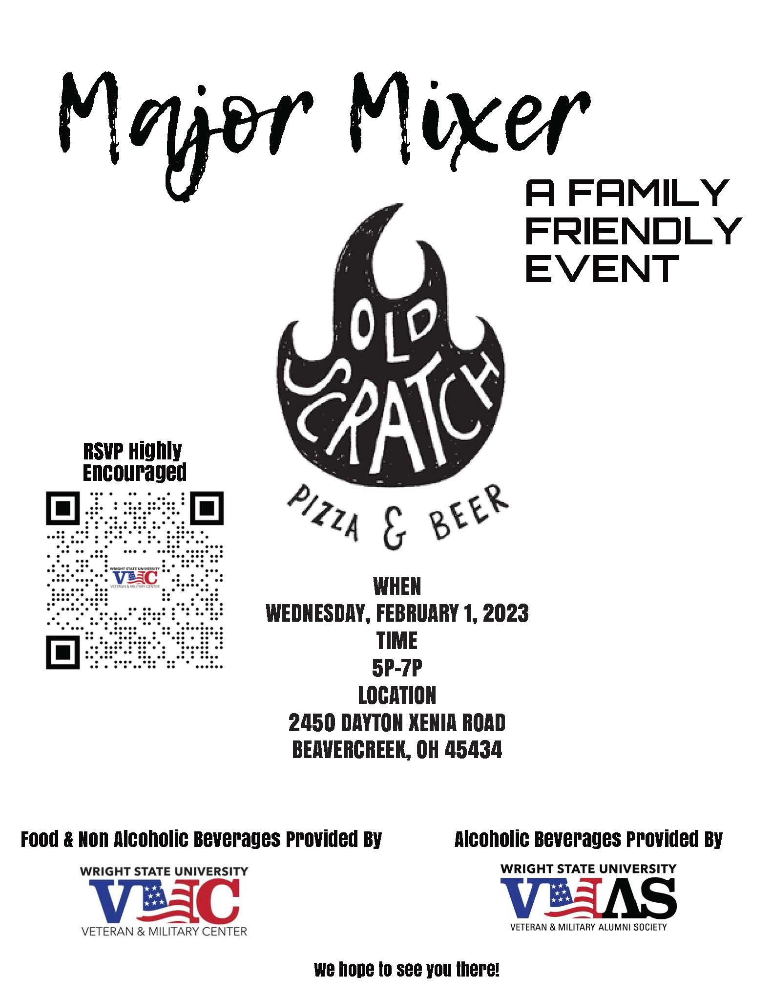 Major Mixer
A FAMILY
FRIENDLY
EVENT
OLD
SCRATCH
PIZZA & BEER
RSVP Highly
Encouraged
WRIGHT STATE UNIVERSITY
VMC
VETERAN & MILITARY CENTER
WHEN
WEDNESDAY, FEBRUARY 1, 2023
TIME
5P-7P
LOCATION
2450 DAYTON XENIA ROAD
BEAVERCREEK, OH 45434
Food & Non Alcoholic Beverages Provided By
WRIGHT STATE UNIVERSITY
VMC
VETERAN & MILITARY CENTER
Alcoholic Beverages Provided By
WRIGHT STATE UNIVERSITY
VMAS
VETERAN & MILITARY ALUMNI SOCIETY
We hope to see you there!